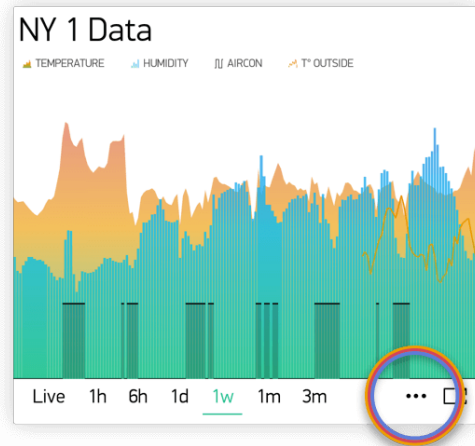 NY 1 Data
TEMPERATURE HUMIDITY AIRCON T° OUTSIDE
Live 1h 6h 1d 1w 1m 3m